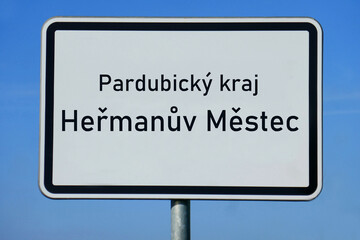 Pardubický kraj
Heřmanův Městec